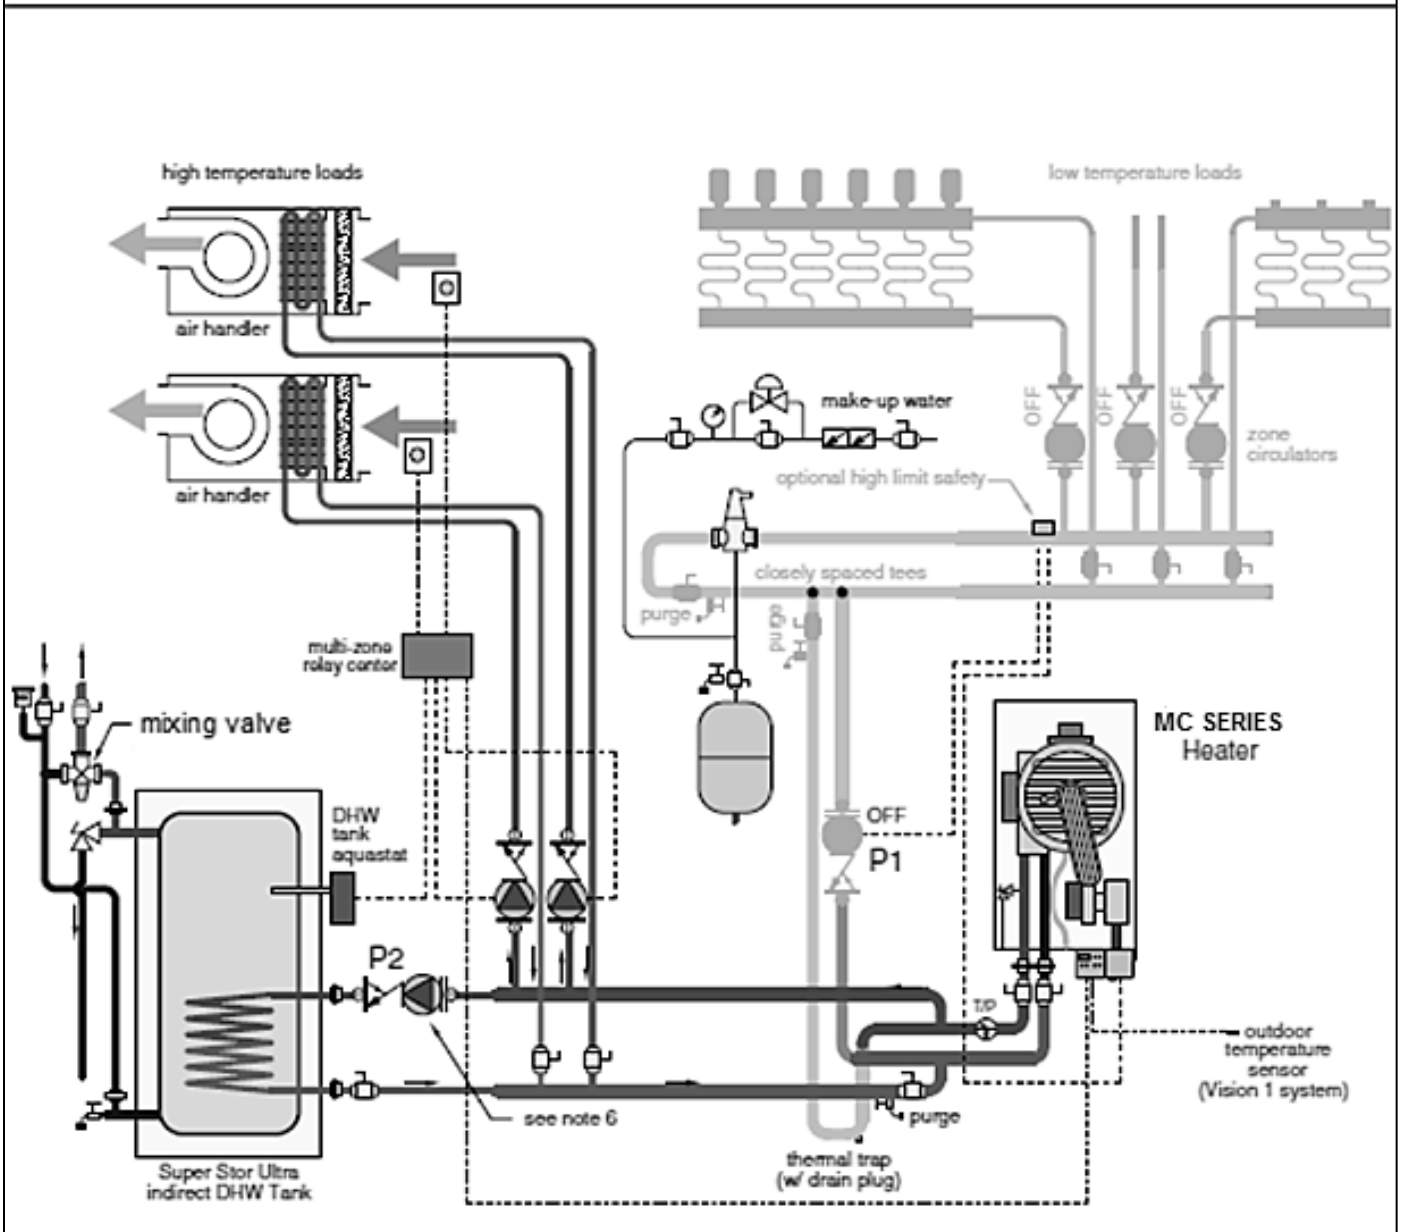 high temperature loads
low temperature loads
air handler
make-up water
OFF
OFF
OFF
zone
circulators
optional high limit safety
air handler
closely spaced tees
purge
purge
multi-zone
relay center
mixing valve
MC SERIES
Heater
DHW
tank
aquastat
OFF
P1
P2
T/P
outdoor
temperature
sensor
(Vision 1 system)
see note 6
purge
thermal trap
(w/ drain plug)
Super Stor Ultra
indirect DHW Tank